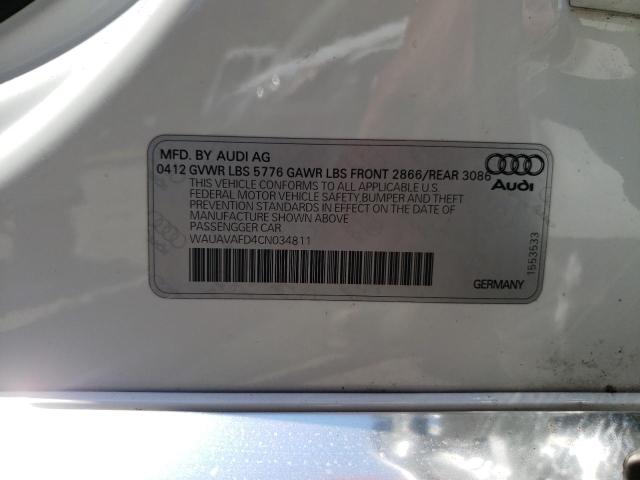 MFD. BY AUDI AG
0412 GVWR LBS 5776 GAWR LBS FRONT 2866/REAR 3086
THIS VEHICLE CONFORMS TO ALL APPLICABLE U.S.
FEDERAL MOTOR VEHICLE SAFETY,BUMPER AND THEFT
PREVENTION STANDARDS IN EFFECT ON THE DATE OF
MANUFACTURE SHOWN ABOVE
PASSENGGER CAR
WAUAVAFD4CN034811
Audi
1553533
GERMANY